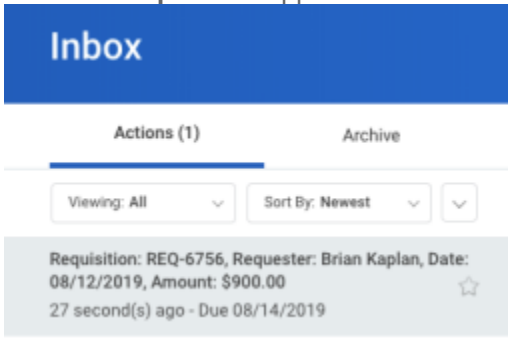 Inbox
Actions (1)
Archive
Viewing: All
Sort By: Newest
Requisition: REQ-6756, Requester: Brian Kaplan, Date:
08/12/2019, Amount: $900.00
27 second(s) ago - Due 08/14/2019